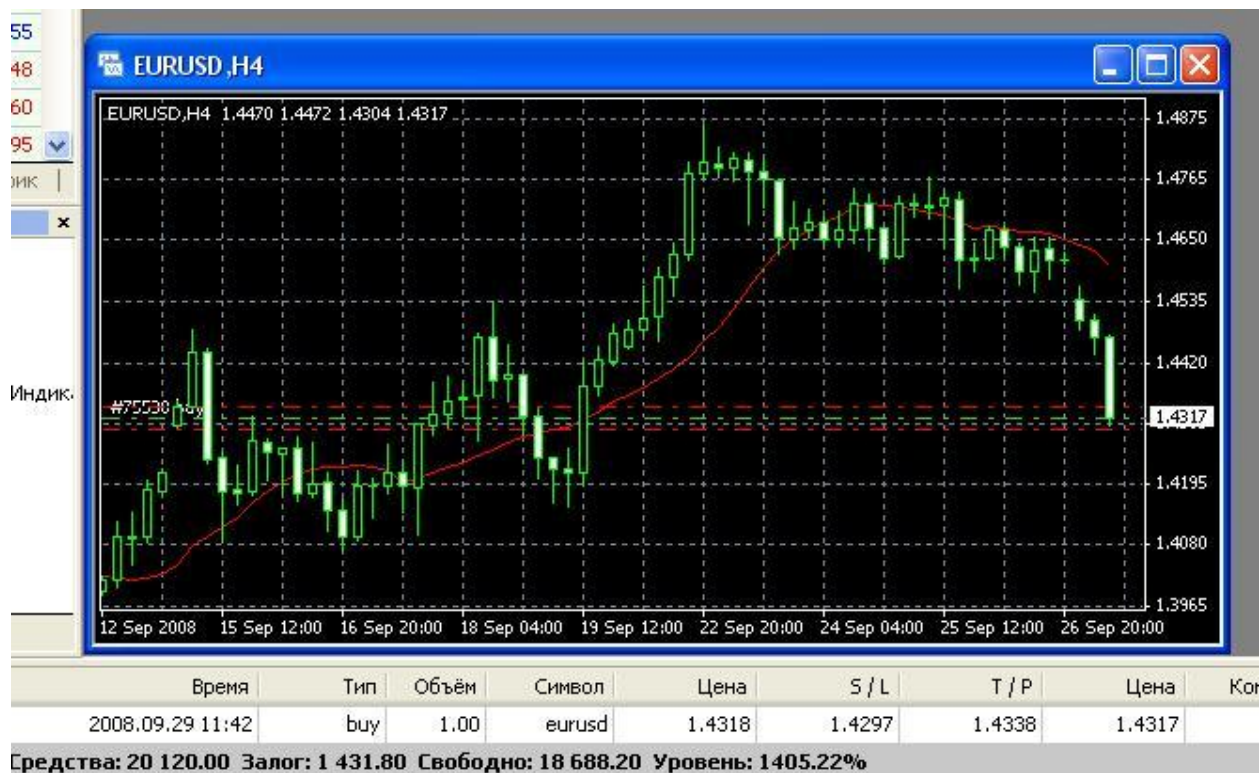 55
48
60
95
EURUSD,H4
EURUSD,H4 1.4470 1.4472 1.4304 1.4317
1.4875
1.4765
1.4650
1.4535
1.4420
1.4317
1.4195
1.4080
1.3965
Индик
#75530 buy
12 Sep 2008 15 Sep 12:00 16 Sep 20:00 18 Sep 04:00 19 Sep 12:00 22 Sep 20:00 24 Sep 04:00 25 Sep 12:00 26 Sep 20:00
Время Тип Объём Символ Цена S / L T / P Цена Ком
2008.09.29 11:42 buy 1.00 eurusd 1.4318 1.4297 1.4338 1.4317
Средства: 20 120.00 Залог: 1 431.80 Свободно: 18 688.20 Уровень: 1405.22%